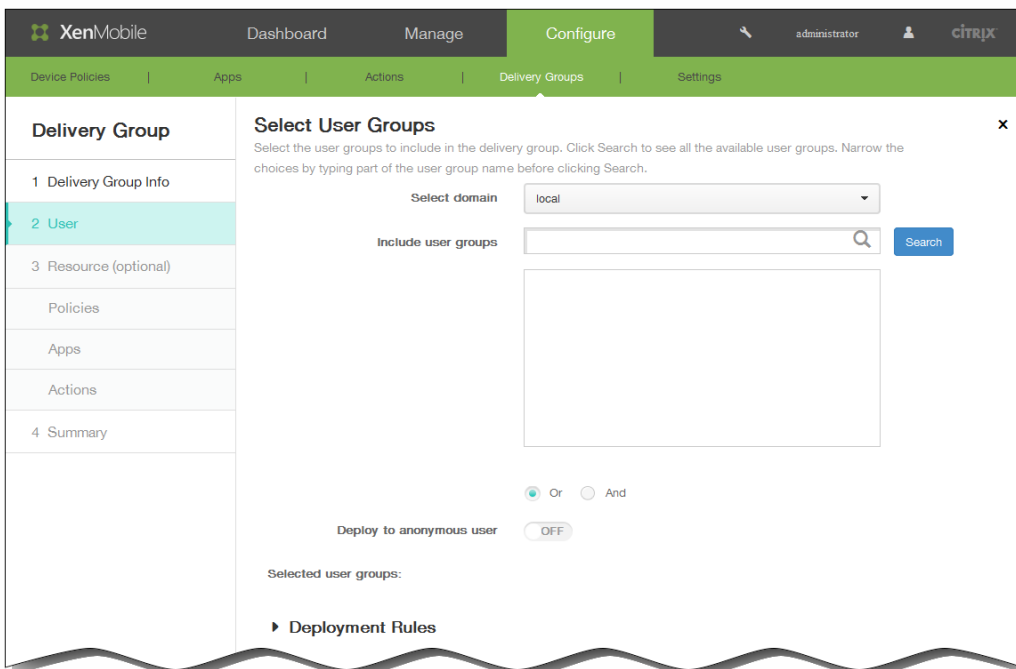 XenMobile Dashboard Manage Configure administrator CITRIX
Device Policies | Apps | Actions | Delivery Groups | Settings
Delivery Group
1 Delivery Group Info
2 User
3 Resource (optional)
Policies
Apps
Actions
4 Summary
Select User Groups
Select the user groups to include in the delivery group. Click Search to see all the available user groups. Narrow the
choices by typing part of the user group name before clicking Search.
Select domain local
Include user groups Search
Or And
Deploy to anonymous user OFF
Selected user groups:
Deployment Rules